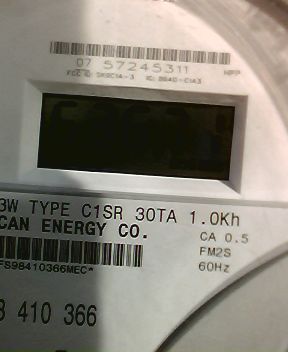 07 57245311
3W TYPE C1SR 30TA 1.0Kh
CAN ENERGY CO.
CA 0.5
FM2S
60Hz
FS98410366MEC*
410 366